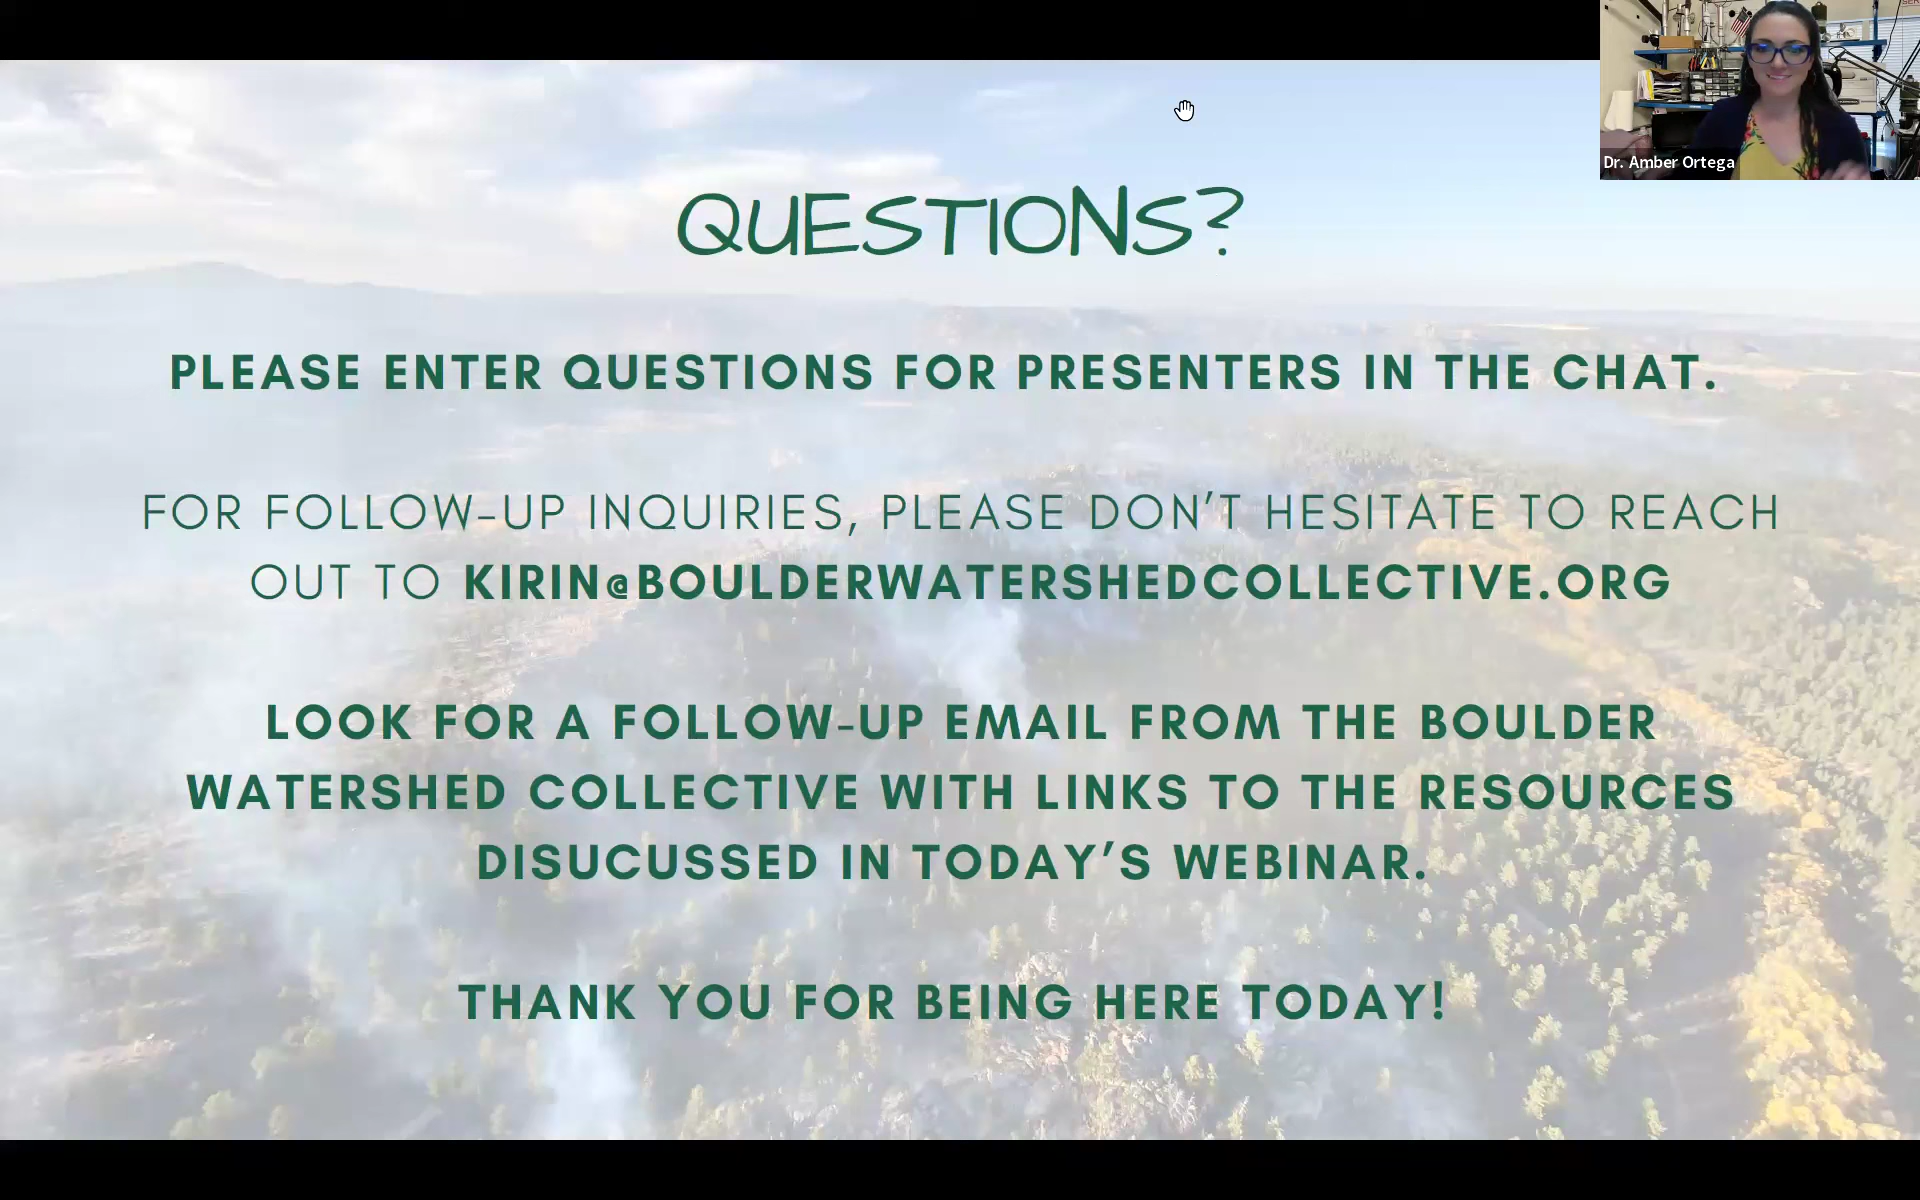 Dr. Amber Ortega
QUESTIONS?
PLEASE ENTER QUESTIONS FOR PRESENTERS IN THE CHAT.
FOR FOLLOW-UP INQUIRIES, PLEASE DON'T HESITATE TO REACH
OUT TO KIRIN@BOULDERWATERSHEDCOLLECTIVE.ORG
LOOK FOR A FOLLOW-UP EMAIL FROM THE BOULDER
WATERSHED COLLECTIVE WITH LINKS TO THE RESOURCES
DISUCUSSED IN TODAY'S WEBINAR.
THANK YOU FOR BEING HERE TODAY!